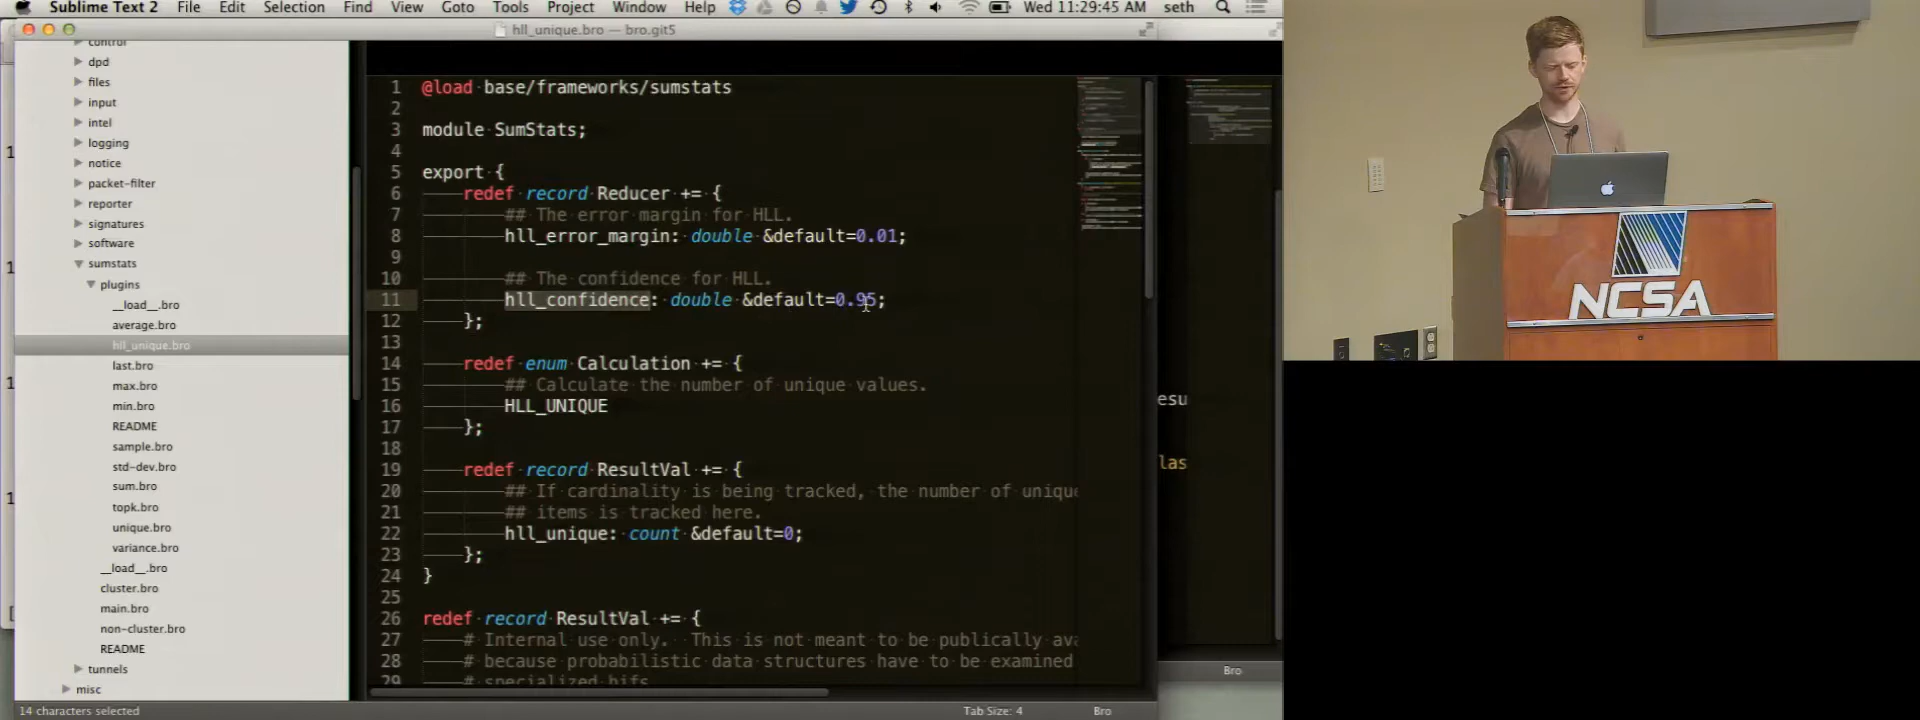 Sublime Text 2 File Edit Selection Find View Goto Tools Project Window Help Wed 11:29:45 AM seth
hll_unique.bro — bro.git5
control
dpd
files
input
intel
logging
notice
packet-filter
reporter
signatures
software
sumstats
plugins
__load__.bro
average.bro
hll_unique.bro
last.bro
max.bro
min.bro
README
sample.bro
std-dev.bro
sum.bro
topk.bro
unique.bro
variance.bro
__load__.bro
cluster.bro
main.bro
non-cluster.bro
README
tunnels
misc
1 @load base/frameworks/sumstats
2
3 module SumStats;
4
5 export {
6 redef record Reducer += {
7 ## The error margin for HLL.
8 hll_error_margin: double &default=0.01;
9
10 ## The confidence for HLL.
11 hll_confidence: double &default=0.95;
12 };
13
14 redef enum Calculation += {
15 ## Calculate the number of unique values.
16 HLL_UNIQUE
17 };
18
19 redef record ResultVal += {
20 ## If cardinality is being tracked, the number of unique
21 ## items is tracked here.
22 hll_unique: count &default=0;
23 };
24 }
25
26 redef record ResultVal += {
27 # Internal use only. This is not meant to be publically ava
28 # because probabilistic data structures have to be examined
29 # specialized bifs
14 characters selected Tab Size: 4 Bro
esu
las
Bro
NCSA